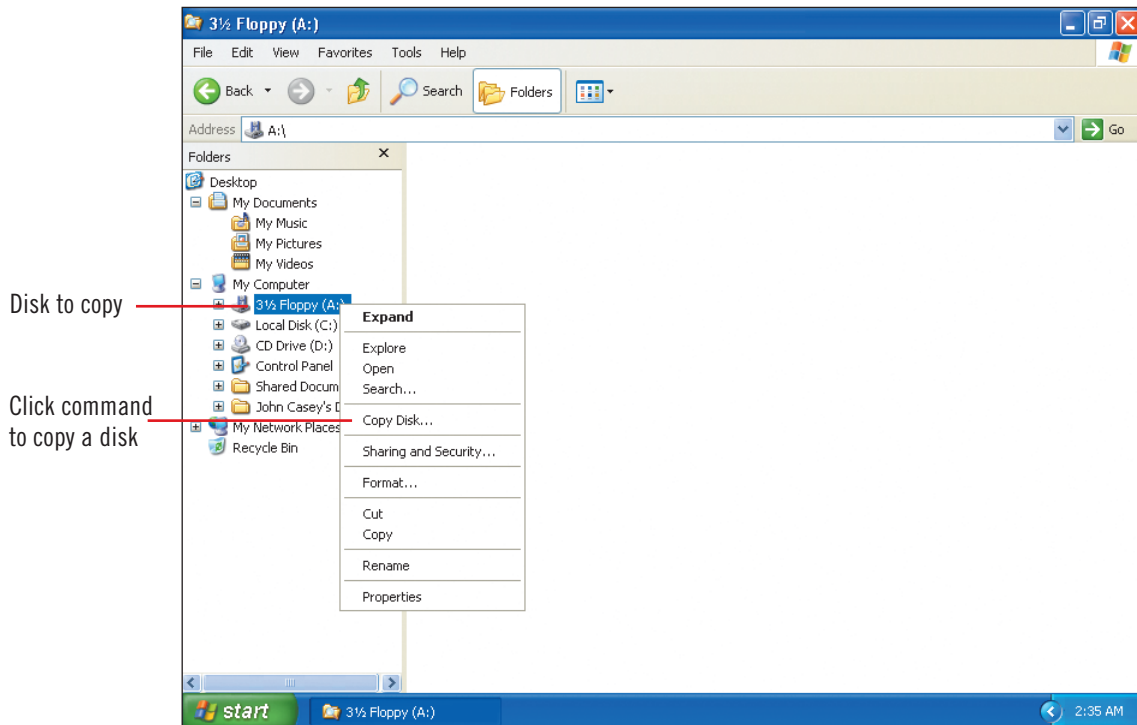 3½ Floppy (A:)
File Edit View Favorites Tools Help
Back Search Folders
Address A:\ Go
Folders
Desktop
My Documents
My Music
My Pictures
My Videos
My Computer
Disk to copy
3½ Floppy (A:)
Local Disk (C:)
CD Drive (D:)
Control Panel
Shared Docum
John Casey's D
My Network Places
Recycle Bin
Expand
Explore
Open
Search...
Click command
to copy a disk
Copy Disk...
Sharing and Security...
Format...
Cut
Copy
Rename
Properties
start 3½ Floppy (A:) 2:35 AM